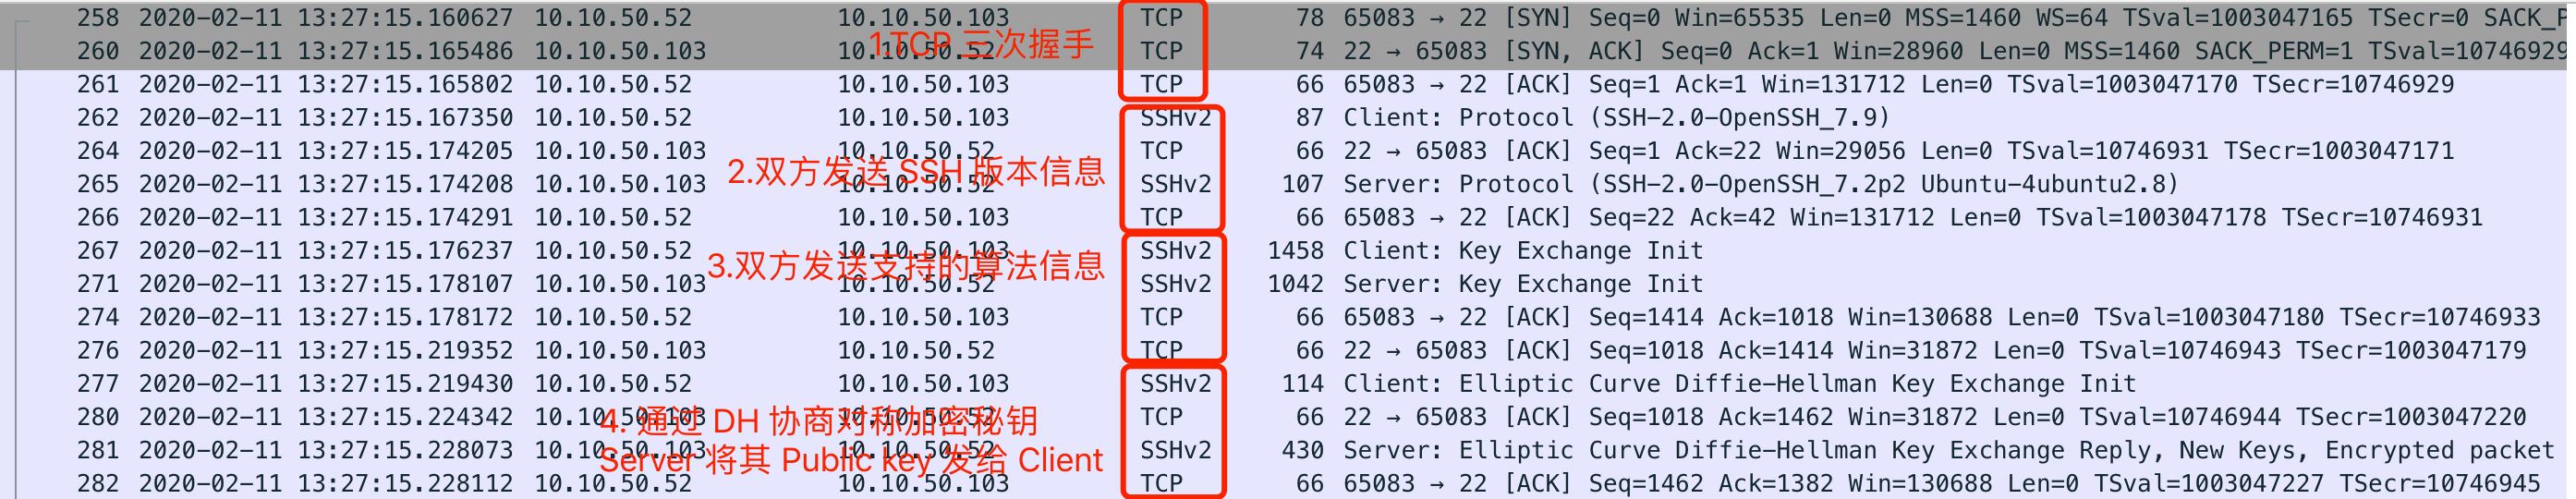 258 2020-02-11 13:27:15.160627 10.10.50.52 10.10.50.103 TCP 78 65083 → 22 [SYN] Seq=0 Win=65535 Len=0 MSS=1460 WS=64 TSval=1003047165 TSecr=0 SACK_P
1.TCP 三次握手
260 2020-02-11 13:27:15.165486 10.10.50.103 10.10.50.52 TCP 74 22 → 65083 [SYN, ACK] Seq=0 Ack=1 Win=28960 Len=0 MSS=1460 SACK_PERM=1 TSval=10746929
261 2020-02-11 13:27:15.165802 10.10.50.52 10.10.50.103 TCP 66 65083 → 22 [ACK] Seq=1 Ack=1 Win=131712 Len=0 TSval=1003047170 TSecr=10746929
262 2020-02-11 13:27:15.167350 10.10.50.52 10.10.50.103 SSHv2 87 Client: Protocol (SSH-2.0-OpenSSH_7.9)
264 2020-02-11 13:27:15.174205 10.10.50.103 10.10.50.52 TCP 66 22 → 65083 [ACK] Seq=1 Ack=22 Win=29056 Len=0 TSval=10746931 TSecr=1003047171
2.双方发送 SSH 版本信息
265 2020-02-11 13:27:15.174208 10.10.50.103 10.10.50.52 SSHv2 107 Server: Protocol (SSH-2.0-OpenSSH_7.2p2 Ubuntu-4ubuntu2.8)
266 2020-02-11 13:27:15.174291 10.10.50.52 10.10.50.103 TCP 66 65083 → 22 [ACK] Seq=22 Ack=42 Win=131712 Len=0 TSval=1003047178 TSecr=10746931
267 2020-02-11 13:27:15.176237 10.10.50.52 10.10.50.103 SSHv2 1458 Client: Key Exchange Init
3.双方发送支持的算法信息
271 2020-02-11 13:27:15.178107 10.10.50.103 10.10.50.52 SSHv2 1042 Server: Key Exchange Init
274 2020-02-11 13:27:15.178172 10.10.50.52 10.10.50.103 TCP 66 65083 → 22 [ACK] Seq=1414 Ack=1018 Win=130688 Len=0 TSval=1003047180 TSecr=10746933
276 2020-02-11 13:27:15.219352 10.10.50.103 10.10.50.52 TCP 66 22 → 65083 [ACK] Seq=1018 Ack=1414 Win=31872 Len=0 TSval=10746943 TSecr=1003047179
277 2020-02-11 13:27:15.219430 10.10.50.52 10.10.50.103 SSHv2 114 Client: Elliptic Curve Diffie-Hellman Key Exchange Init
280 2020-02-11 13:27:15.224342 10.10.50.103 10.10.50.52 TCP 66 22 → 65083 [ACK] Seq=1018 Ack=1462 Win=31872 Len=0 TSval=10746944 TSecr=1003047220
4. 通过 DH 协商对称加密秘钥
281 2020-02-11 13:27:15.228073 10.10.50.103 10.10.50.52 SSHv2 430 Server: Elliptic Curve Diffie-Hellman Key Exchange Reply, New Keys, Encrypted packet
Server 将其 Public key 发给 Client
282 2020-02-11 13:27:15.228112 10.10.50.52 10.10.50.103 TCP 66 65083 → 22 [ACK] Seq=1462 Ack=1382 Win=130688 Len=0 TSval=1003047227 TSecr=10746945